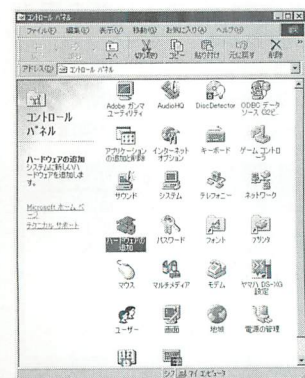 コントロール パネル
ファイル(F) 編集(E) 表示(V) 移動(G) お気に入り(A) ヘルプ(H)
上へ 切り取り コピー 貼り付け 元に戻す 削除
アドレス(D) コントロール パネル
コントロール
パネル
ハードウェアの追加
システムに新しいハ
ードウェアを追加しま
す。
Microsoft ホーム ペ
ージ
テクニカル サポート
Adobe ガンマ
ユーティリティ
AudioHQ
DiscDetector
ODBC データ
ソース (32ビ..
アプリケーション
の追加と削除
インターネット
オプション
キーボード
ゲーム コントロ
ーラ
サウンド
システム
テレフォニー
ネットワーク
ハードウェアの
追加
パスワード
フォント
プリンタ
マウス
マルチメディア
モデム
ヤマハ DS-XG
設定
ユーザー
画面
地域
電源の管理
マイ コンピュータ